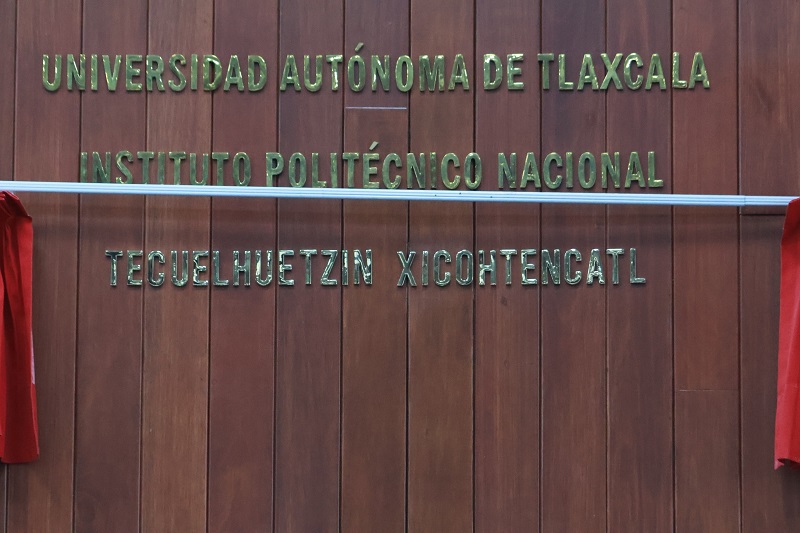 UNIVERSIDAD AUTÓNOMA DE TLAXCALA
INSTITUTO POLITÉCNICO NACIONAL
TECUELHUETZIN XICOHTENCATL